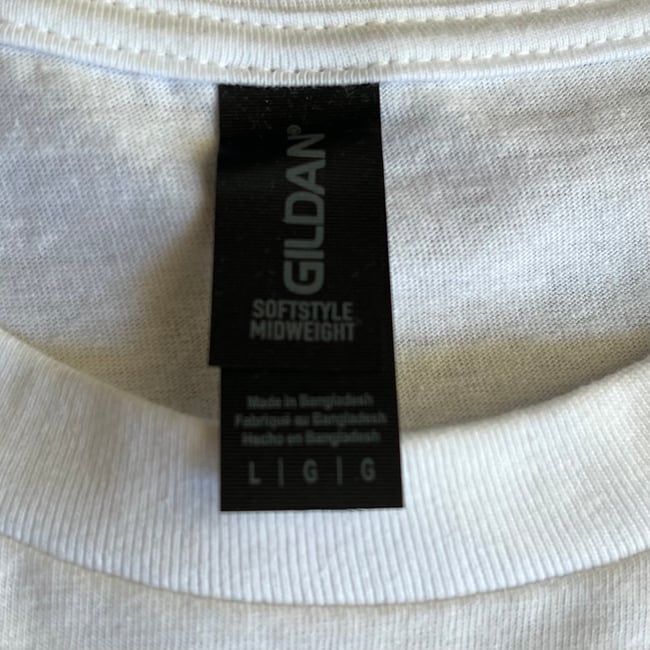 GILDAN®
SOFTSTYLE
MIDWEIGHT
Made in Bangladesh
Fabriqué au Bangladesh
Hecho en Bangladesh
L | G | G